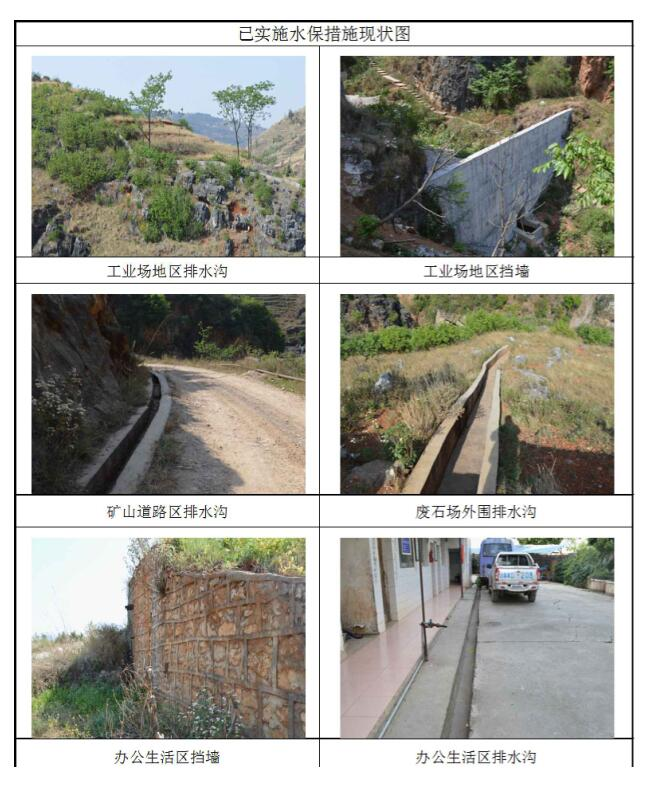 已实施水保措施现状图
工业场地区排水沟
工业场地区挡墙
矿山道路区排水沟
废石场外围排水沟
办公生活区挡墙
办公生活区排水沟